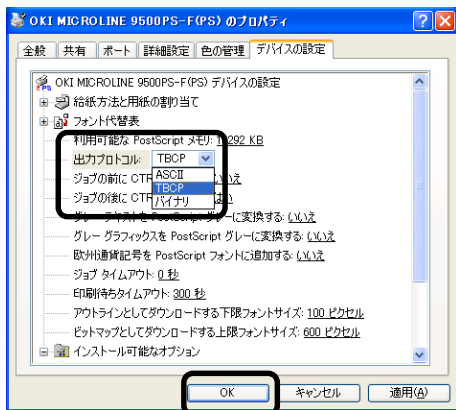 OKI MICROLINE 9500PS-F(PS) のプロパティ
全般 共有 ポート 詳細設定 色の管理 デバイスの設定
OKI MICROLINE 9500PS-F(PS) デバイスの設定
給紙方法と用紙の割り当て
フォント代替表
利用可能な PostScript メモリ: 292 KB
出力プロトコル: TBCP
ASCII
ジョブの前に CTR いいえ
TBCP
ジョブの後に CTR
バイナリ
グレー テキストを PostScript グレーに変換する: いいえ
グレー グラフィックスを PostScript グレーに変換する: いいえ
欧州通貨記号を PostScript フォントに追加する: いいえ
ジョブ タイムアウト: 0 秒
印刷待ちタイムアウト: 300 秒
アウトラインとしてダウンロードする下限フォントサイズ: 100 ピクセル
ビットマップとしてダウンロードする上限フォントサイズ: 600 ピクセル
インストール可能なオプション
OK キャンセル 適用(A)